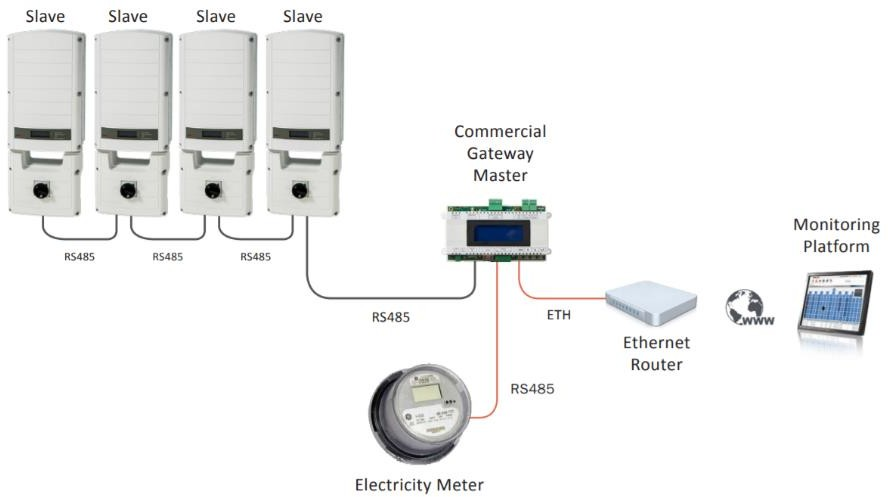 Slave Slave Slave Slave
Commercial
Gateway
Master
Monitoring
Platform
RS485 RS485 RS485
RS485
ETH
WWW
Ethernet
Router
RS485
Electricity Meter